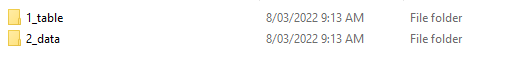 1_table 8/03/2022 9:13 AM File folder
2_data 8/03/2022 9:13 AM File folder